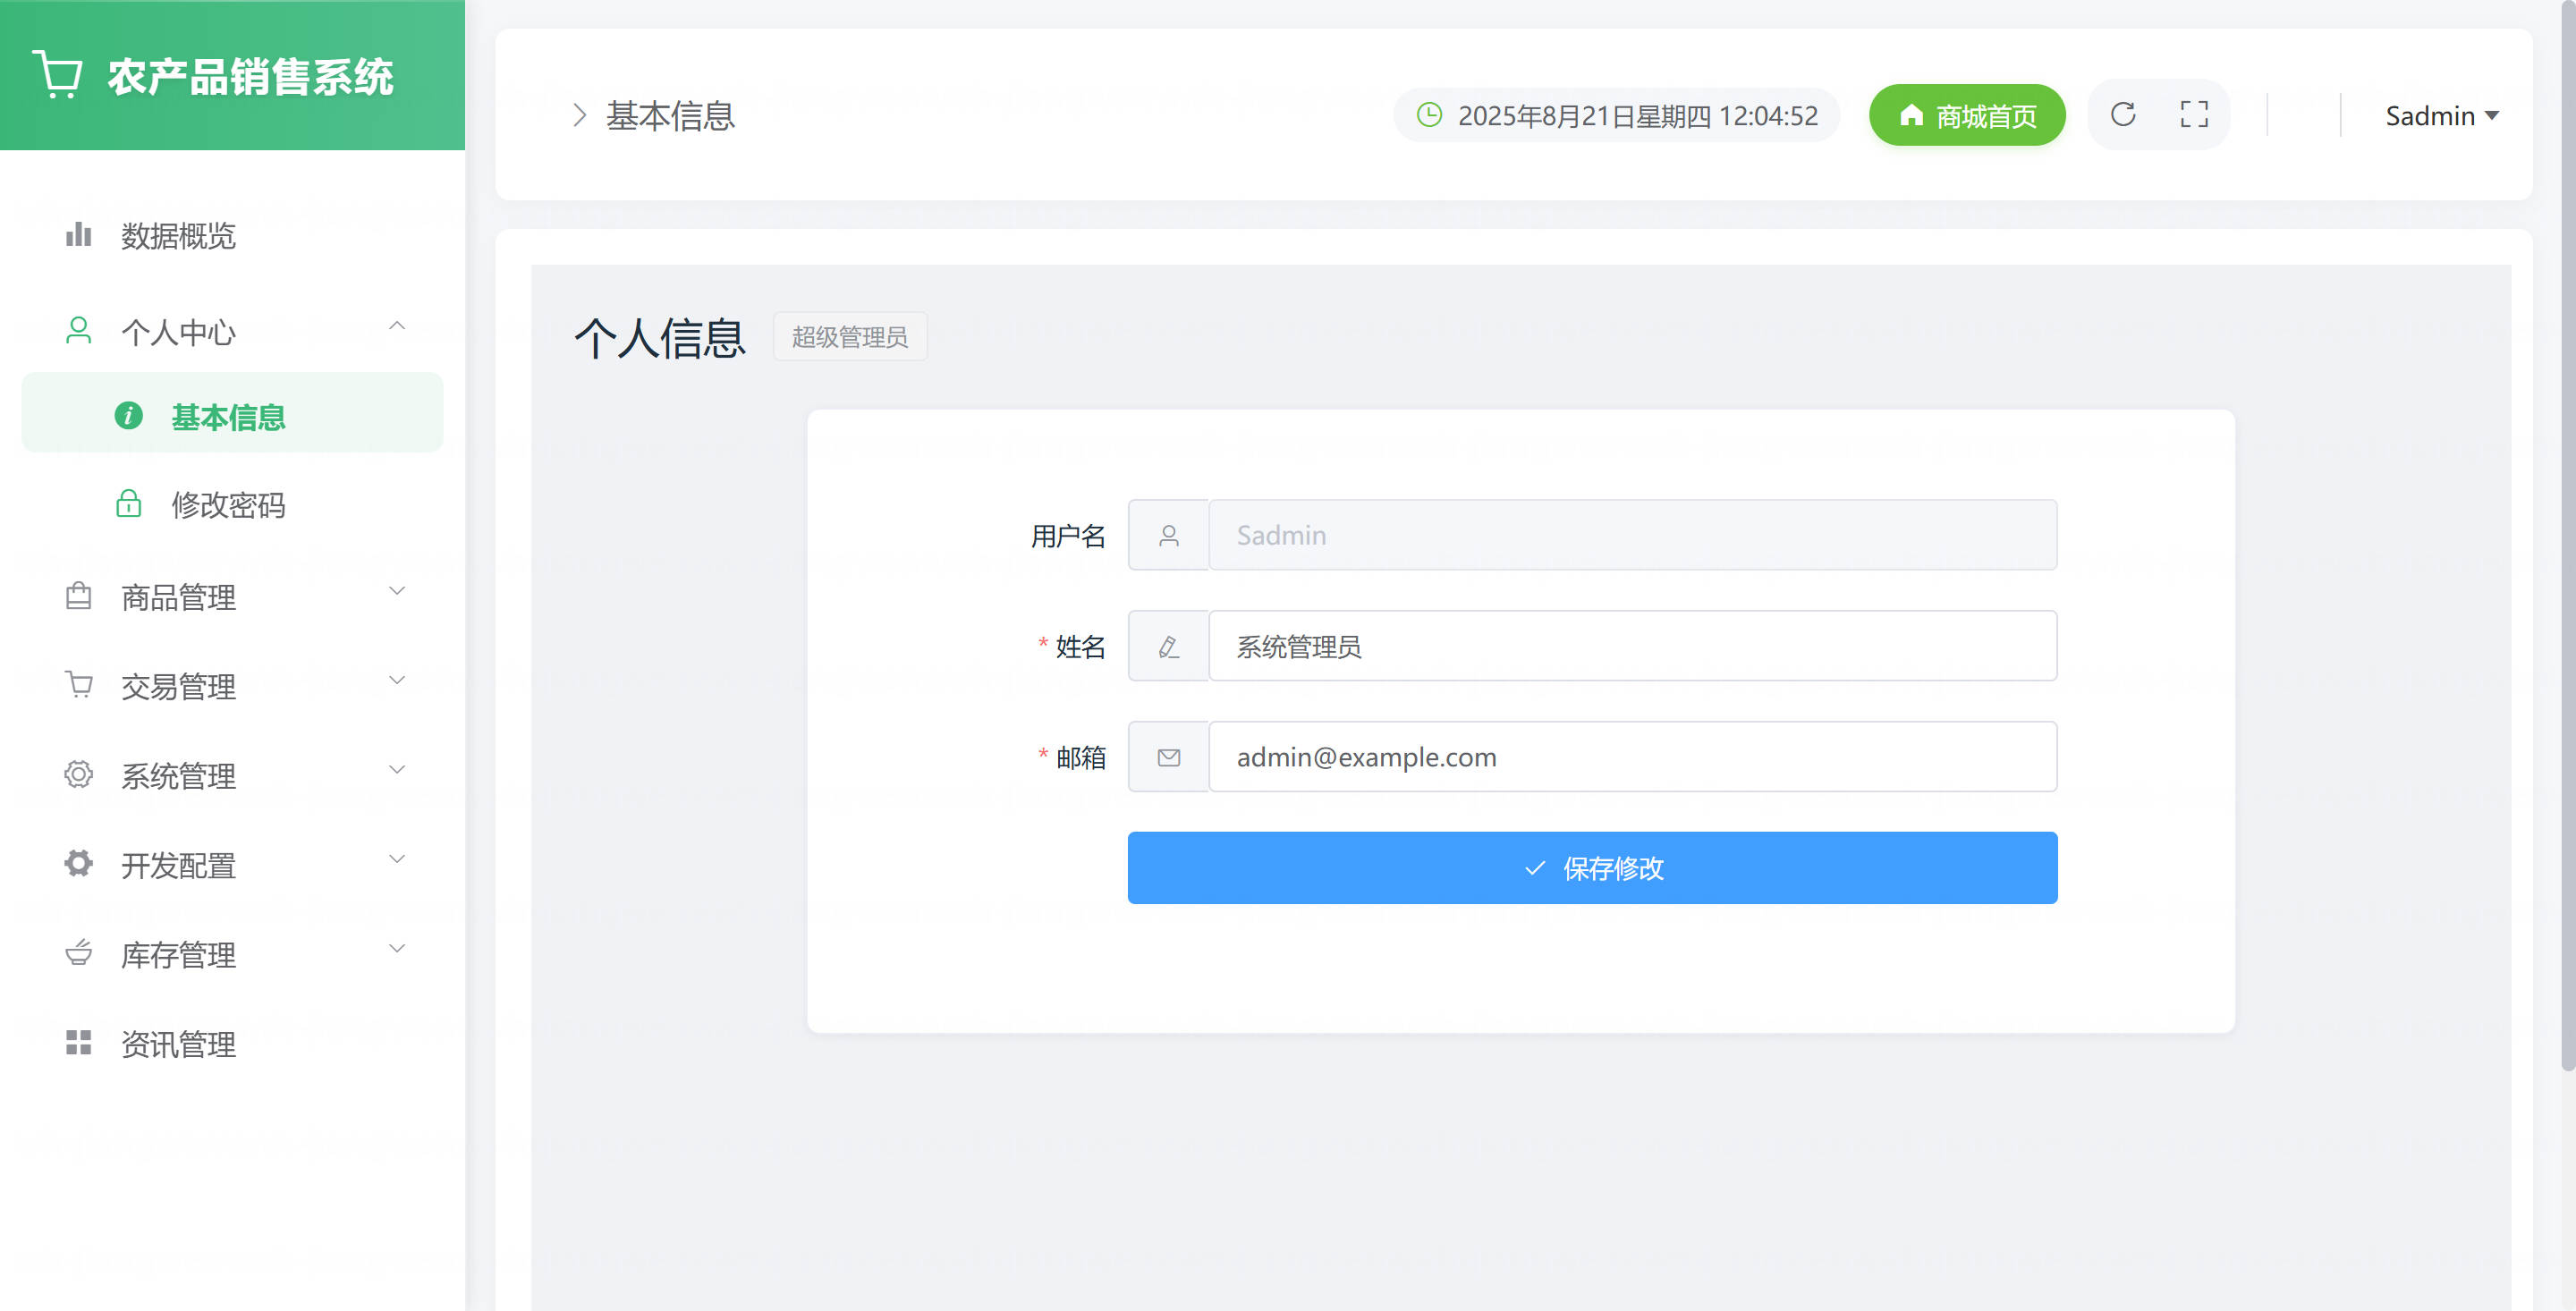 农产品销售系统
数据概览
个人中心
基本信息
修改密码
商品管理
交易管理
系统管理
开发配置
库存管理
资讯管理
基本信息
2025年8月21日星期四 12:04:52
商城首页
Sadmin
个人信息 超级管理员
用户名 Sadmin
* 姓名 系统管理员
* 邮箱 admin@example.com
保存修改